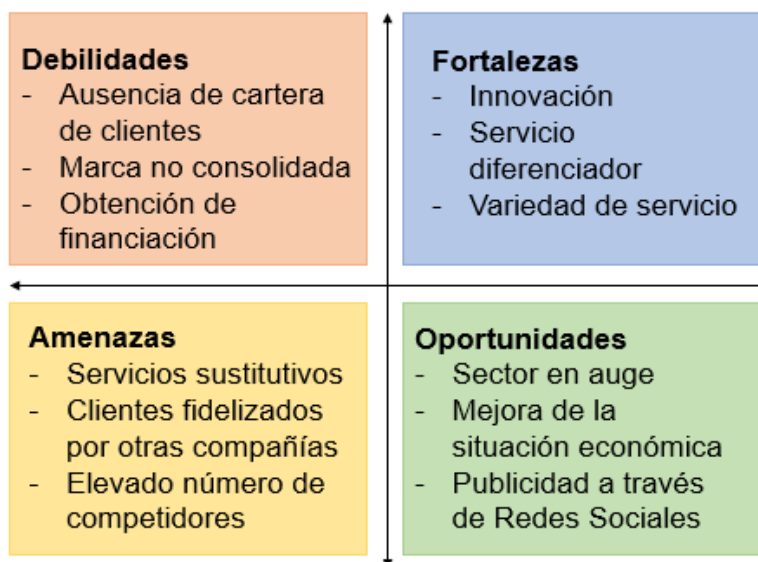 Debilidades
- Ausencia de cartera
de clientes
- Marca no consolidada
- Obtención de
financiación
Fortalezas
- Innovación
- Servicio
diferenciador
- Variedad de servicio
Amenazas
- Servicios sustitutivos
- Clientes fidelizados
por otras compañías
- Elevado número de
competidores
Oportunidades
- Sector en auge
- Mejora de la
situación económica
- Publicidad a través
de Redes Sociales